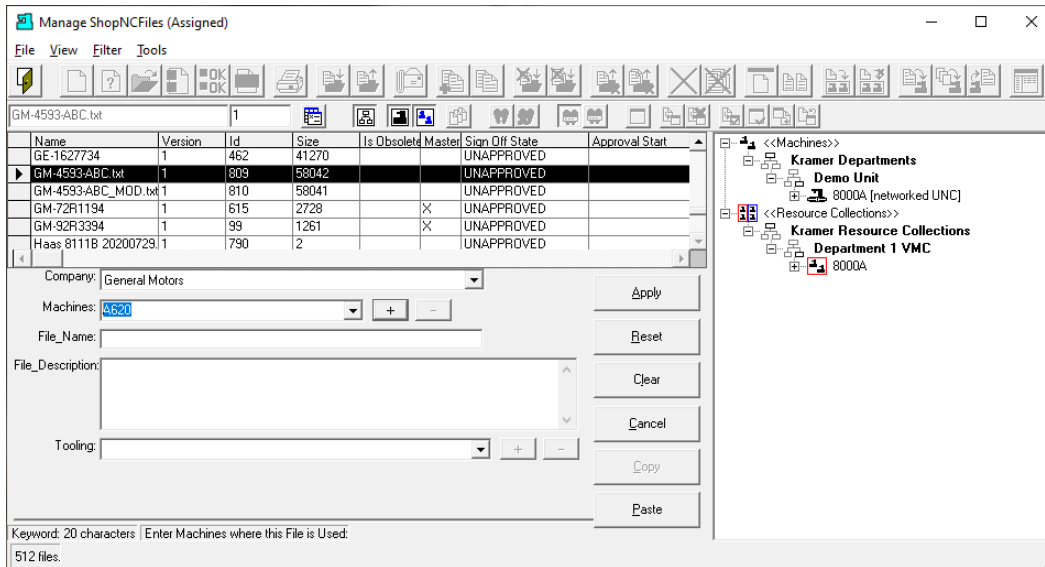 Manage ShopNCFiles (Assigned)
File View Filter Tools
GM-4593-ABC.txt 1
Name Version Id Size Is Obsolete Master Sign Off State Approval Start
GE-1627734 1 462 41270 UNAPPROVED
GM-4593-ABC.txt 1 809 58042 UNAPPROVED
GM-4593-ABC_MOD.txt 1 810 58041 UNAPPROVED
GM-72R1194 1 615 2728 X UNAPPROVED
GM-92R3394 1 99 1261 X UNAPPROVED
Haas 8111B 20200729. 1 790 2 UNAPPROVED
<<Machines>>
Kramer Departments
Demo Unit
8000A [networked UNC]
<<Resource Collections>>
Kramer Resource Collections
Department 1 VMC
8000A
Company: General Motors
Machines: A620 + -
File_Name:
File_Description:
Tooling: + -
Apply
Reset
Clear
Cancel
Copy
Paste
Keyword: 20 characters Enter Machines where this File is Used:
512 files.